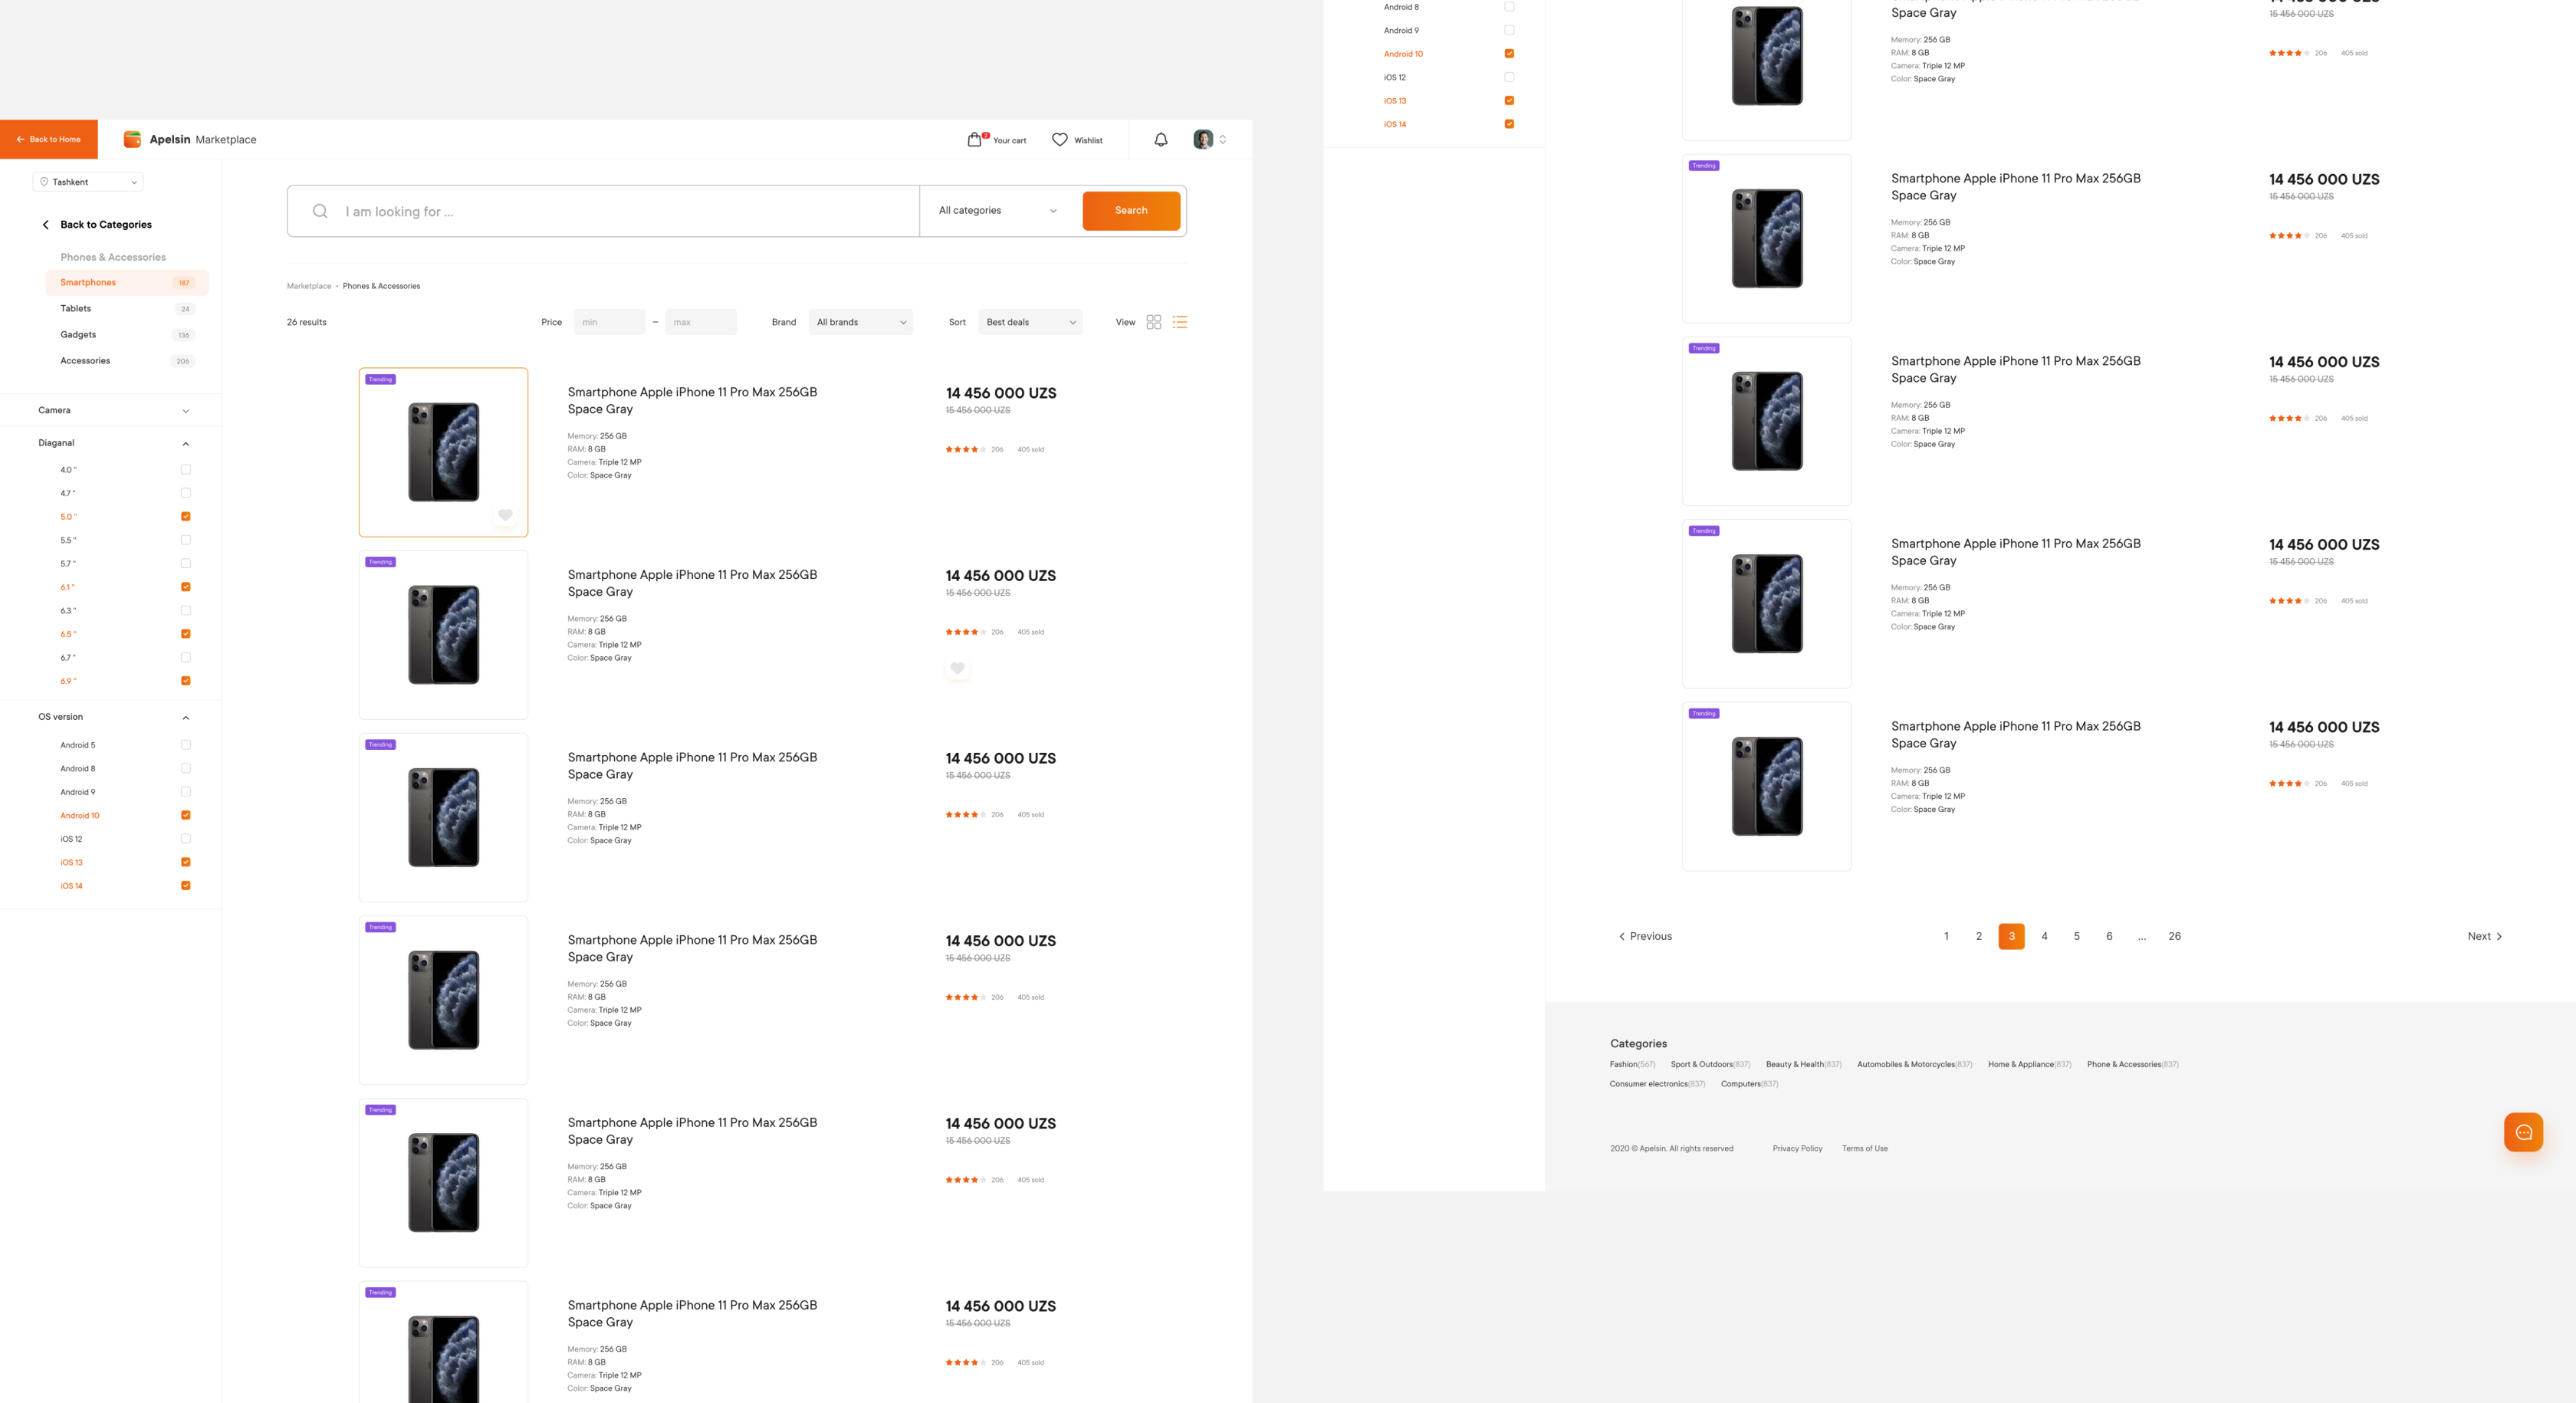 Back to Home
Apelsin Marketplace
2
Your cart
Wishlist
Tashkent
Back to Categories
Phones & Accessories
Smartphones 187
Tablets 24
Gadgets 136
Accessories 206
Camera
Diaganal
4.0 "
4.7 "
5.0 "
5.5 "
5.7 "
6.1 "
6.3 "
6.5 "
6.7 "
6.9 "
OS version
Android 5
Android 8
Android 9
Android 10
iOS 12
iOS 13
iOS 14
I am looking for ...
All categories
Search
Marketplace • Phones & Accessories
26 results
Price min – max
Brand All brands
Sort Best deals
View
Trending
Smartphone Apple iPhone 11 Pro Max 256GB
Space Gray
Memory: 256 GB
RAM: 8 GB
Camera: Triple 12 MP
Color: Space Gray
14 456 000 UZS
15 456 000 UZS
206 405 sold
Trending
Smartphone Apple iPhone 11 Pro Max 256GB
Space Gray
Memory: 256 GB
RAM: 8 GB
Camera: Triple 12 MP
Color: Space Gray
14 456 000 UZS
15 456 000 UZS
206 405 sold
Trending
Smartphone Apple iPhone 11 Pro Max 256GB
Space Gray
Memory: 256 GB
RAM: 8 GB
Camera: Triple 12 MP
Color: Space Gray
14 456 000 UZS
15 456 000 UZS
206 405 sold
Trending
Smartphone Apple iPhone 11 Pro Max 256GB
Space Gray
Memory: 256 GB
RAM: 8 GB
Camera: Triple 12 MP
Color: Space Gray
14 456 000 UZS
15 456 000 UZS
206 405 sold
Trending
Smartphone Apple iPhone 11 Pro Max 256GB
Space Gray
Memory: 256 GB
RAM: 8 GB
Camera: Triple 12 MP
Color: Space Gray
14 456 000 UZS
15 456 000 UZS
206 405 sold
Trending
Smartphone Apple iPhone 11 Pro Max 256GB
Space Gray
Memory: 256 GB
RAM: 8 GB
Camera: Triple 12 MP
Color: Space Gray
14 456 000 UZS
15 456 000 UZS
206 405 sold
Android 8
Android 9
Android 10
iOS 12
iOS 13
iOS 14
Space Gray
Memory: 256 GB
RAM: 8 GB
Camera: Triple 12 MP
Color: Space Gray
15 456 000 UZS
206 405 sold
Trending
Smartphone Apple iPhone 11 Pro Max 256GB
Space Gray
Memory: 256 GB
RAM: 8 GB
Camera: Triple 12 MP
Color: Space Gray
14 456 000 UZS
15 456 000 UZS
206 405 sold
Trending
Smartphone Apple iPhone 11 Pro Max 256GB
Space Gray
Memory: 256 GB
RAM: 8 GB
Camera: Triple 12 MP
Color: Space Gray
14 456 000 UZS
15 456 000 UZS
206 405 sold
Trending
Smartphone Apple iPhone 11 Pro Max 256GB
Space Gray
Memory: 256 GB
RAM: 8 GB
Camera: Triple 12 MP
Color: Space Gray
14 456 000 UZS
15 456 000 UZS
206 405 sold
Trending
Smartphone Apple iPhone 11 Pro Max 256GB
Space Gray
Memory: 256 GB
RAM: 8 GB
Camera: Triple 12 MP
Color: Space Gray
14 456 000 UZS
15 456 000 UZS
206 405 sold
Previous 1 2 3 4 5 6 ... 26 Next
Categories
Fashion(567) Sport & Outdoors(837) Beauty & Health(837) Automobiles & Motorcycles(837) Home & Appliance(837) Phone & Accessories(837)
Consumer electronics(837) Computers(837)
2020 © Apelsin. All rights reserved Privacy Policy Terms of Use